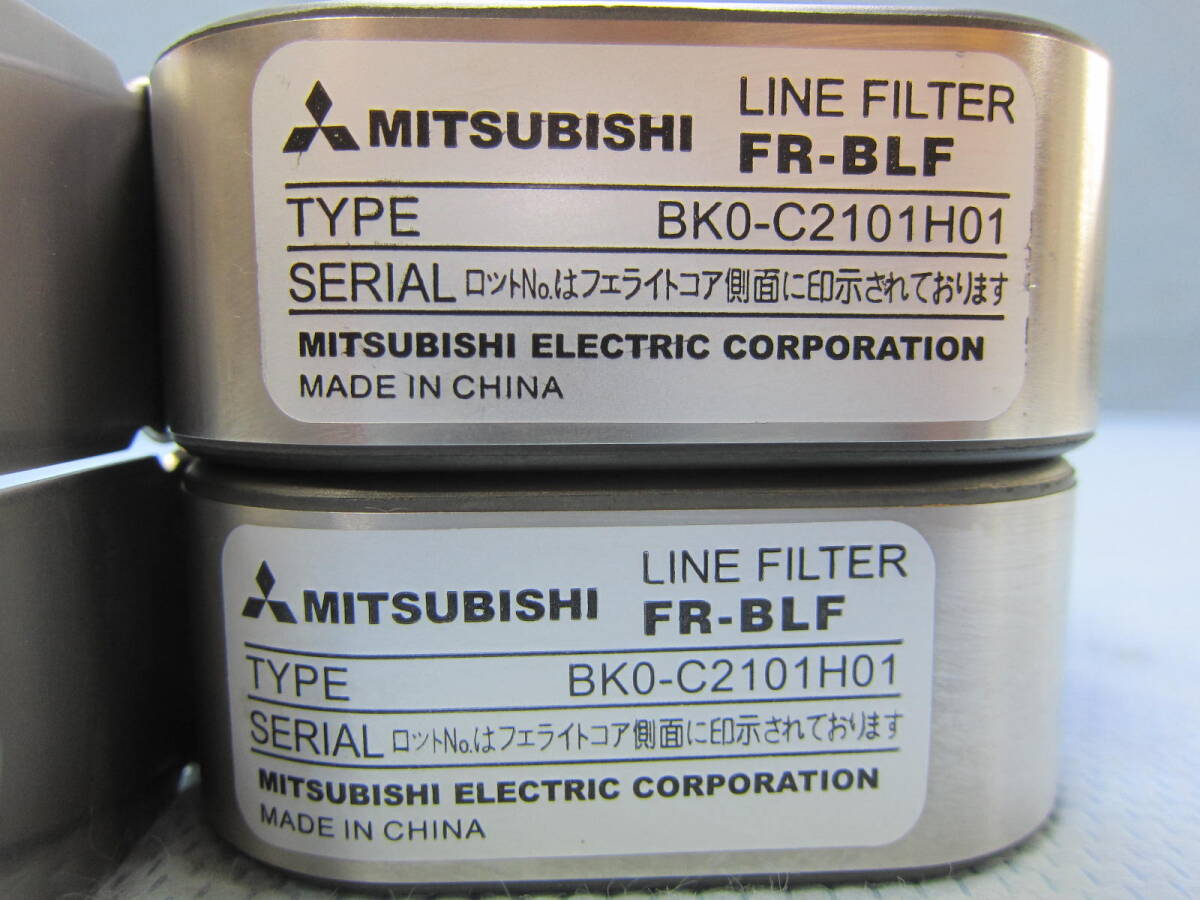 MITSUBISHI
LINE FILTER
FR-BLF
TYPE BK0-C2101H01
SERIAL ロットNo.はフェライトコア側面に印示されております
MITSUBISHI ELECTRIC CORPORATION
MADE IN CHINA
MITSUBISHI
LINE FILTER
FR-BLF
TYPE BK0-C2101H01
SERIAL ロットNo.はフェライトコア側面に印示されております
MITSUBISHI ELECTRIC CORPORATION
MADE IN CHINA